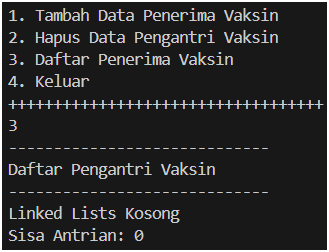 1. Tambah Data Penerima Vaksin
2. Hapus Data Pengantri Vaksin
3. Daftar Penerima Vaksin
4. Keluar
+++++++++++++++++++++++++++++++++++
3
-----------------------------
Daftar Pengantri Vaksin
-----------------------------
Linked Lists Kosong
Sisa Antrian: 0